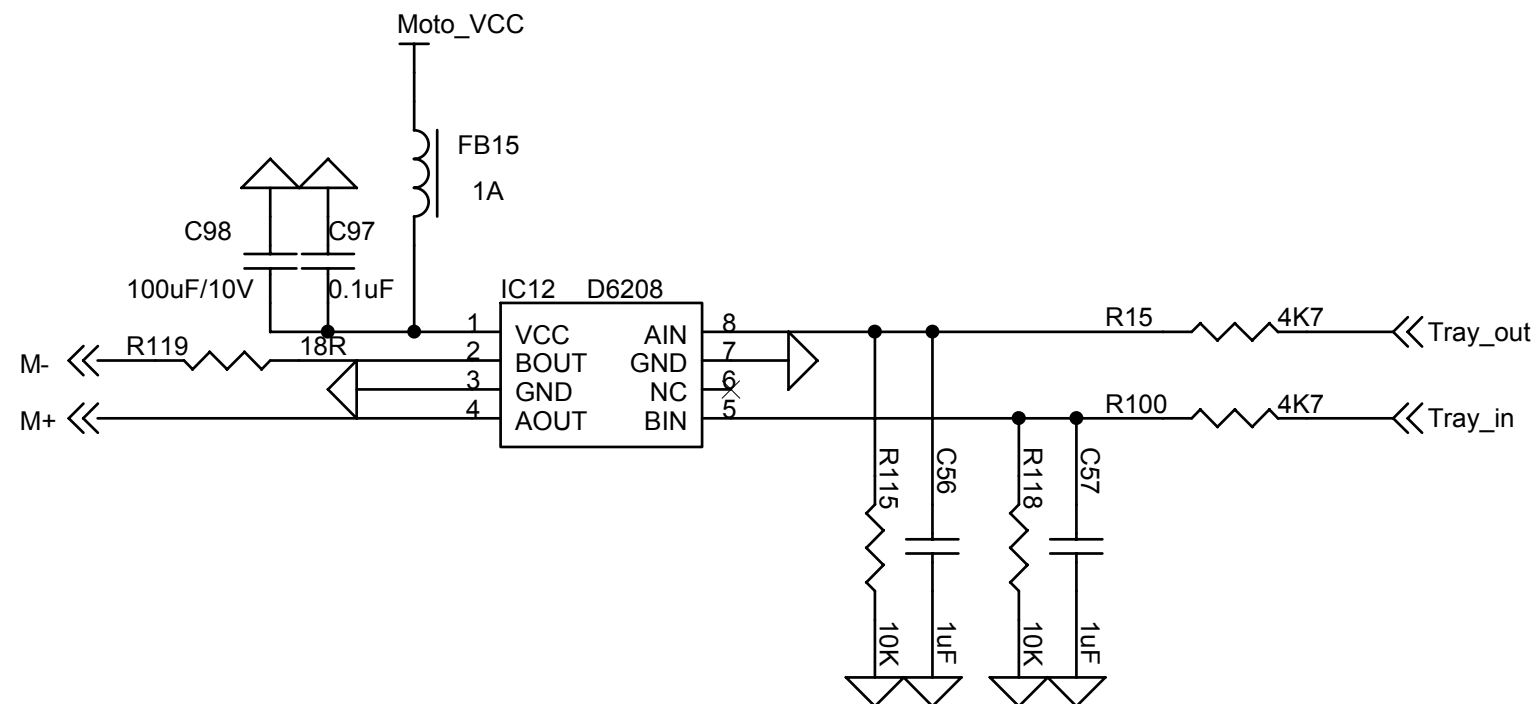 Moto_VCC
FB15
1A
C98
C97
100uF/10V
0.1uF
IC12 D6208
1 VCC AIN 8
2 BOUT GND 7
3 GND NC 6
4 AOUT BIN 5
M- R119 18R
M+
R15 4K7 Tray_out
R100 4K7 Tray_in
R115
C56
R118
C57
10K
1uF
10K
1uF